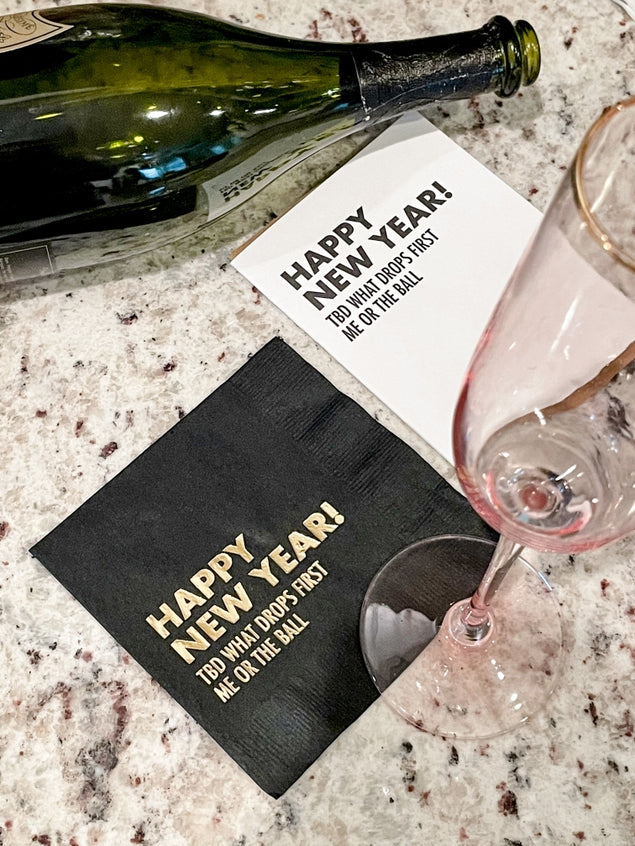 HAPPY
NEW YEAR!
TBD WHAT DROPS FIRST
ME OR THE BALL
HAPPY
NEW YEAR!
TBD WHAT DROPS FIRST
ME OR THE BALL